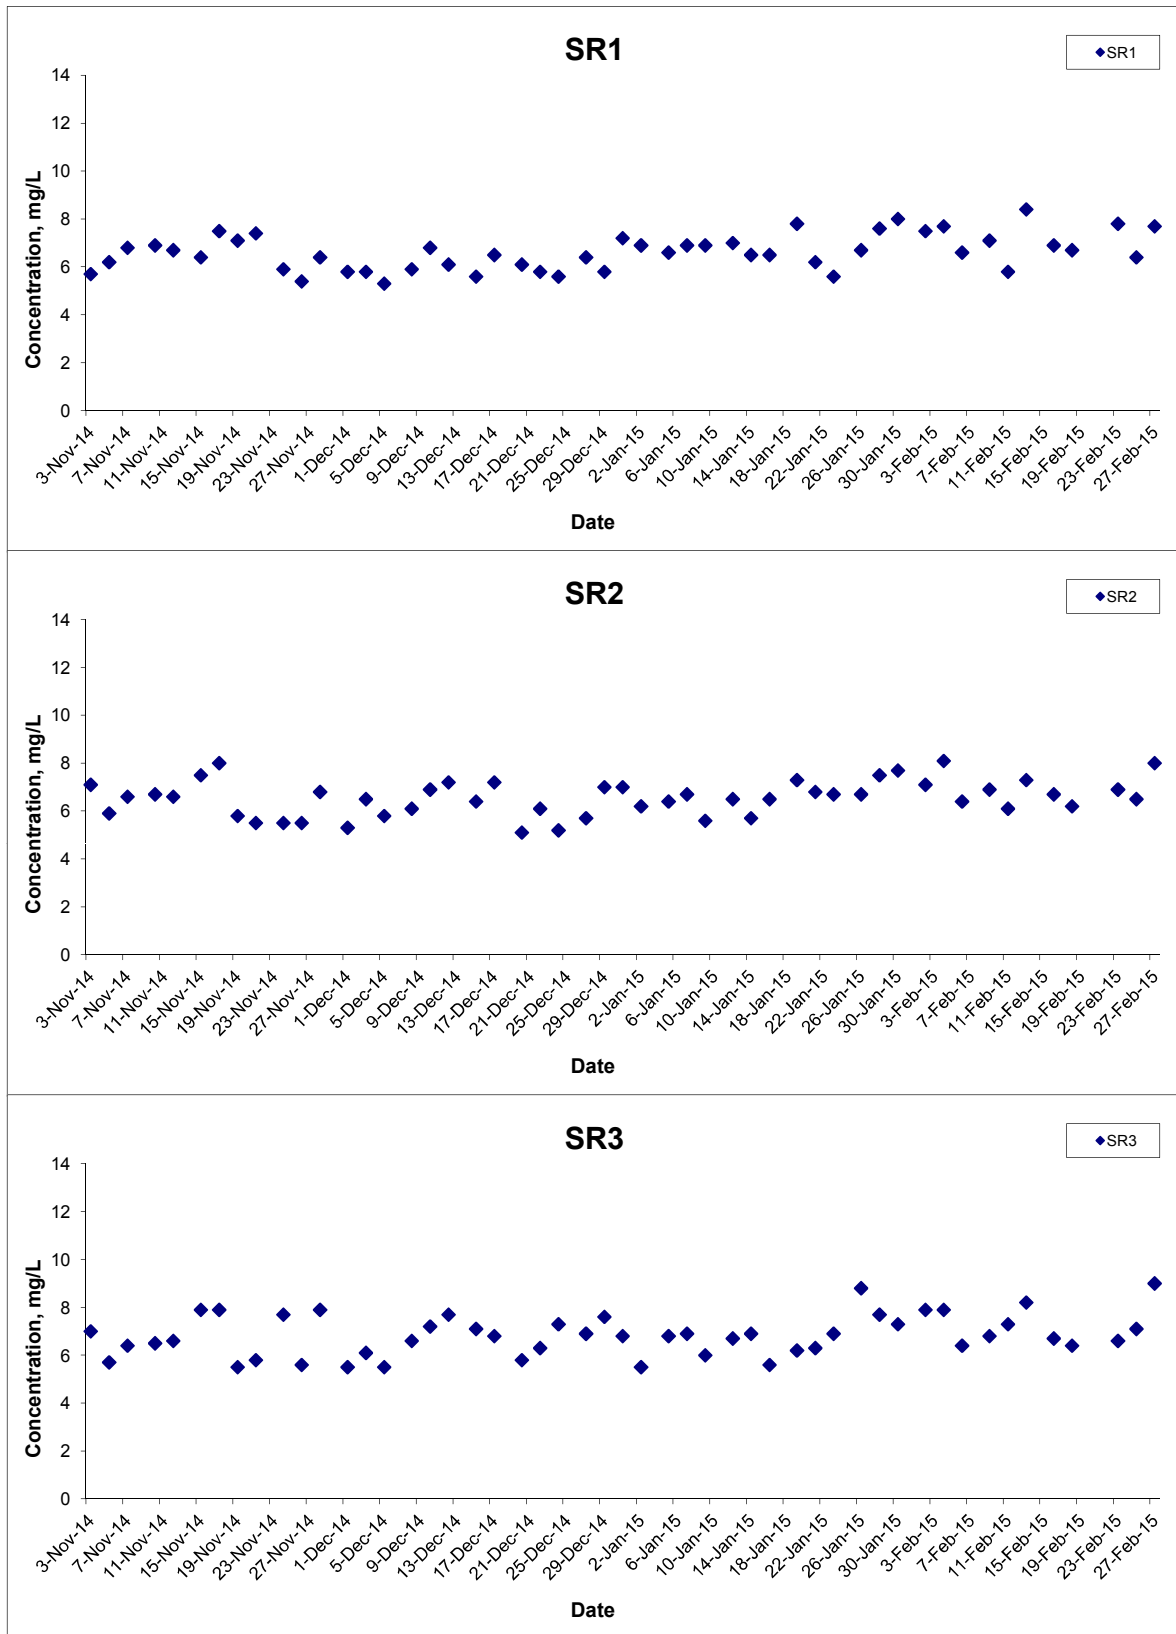 SR1
SR1
14
12
10
8
6
4
2
0
Concentration, mg/L
3-Nov-14
7-Nov-14
11-Nov-14
15-Nov-14
19-Nov-14
23-Nov-14
27-Nov-14
1-Dec-14
5-Dec-14
9-Dec-14
13-Dec-14
17-Dec-14
21-Dec-14
25-Dec-14
29-Dec-14
2-Jan-15
6-Jan-15
10-Jan-15
14-Jan-15
18-Jan-15
22-Jan-15
26-Jan-15
30-Jan-15
3-Feb-15
7-Feb-15
11-Feb-15
15-Feb-15
19-Feb-15
23-Feb-15
27-Feb-15
Date
SR2
SR2
14
12
10
8
6
4
2
0
Concentration, mg/L
3-Nov-14
7-Nov-14
11-Nov-14
15-Nov-14
19-Nov-14
23-Nov-14
27-Nov-14
1-Dec-14
5-Dec-14
9-Dec-14
13-Dec-14
17-Dec-14
21-Dec-14
25-Dec-14
29-Dec-14
2-Jan-15
6-Jan-15
10-Jan-15
14-Jan-15
18-Jan-15
22-Jan-15
26-Jan-15
30-Jan-15
3-Feb-15
7-Feb-15
11-Feb-15
15-Feb-15
19-Feb-15
23-Feb-15
27-Feb-15
Date
SR3
SR3
14
12
10
8
6
4
2
0
Concentration, mg/L
3-Nov-14
7-Nov-14
11-Nov-14
15-Nov-14
19-Nov-14
23-Nov-14
27-Nov-14
1-Dec-14
5-Dec-14
9-Dec-14
13-Dec-14
17-Dec-14
21-Dec-14
25-Dec-14
29-Dec-14
2-Jan-15
6-Jan-15
10-Jan-15
14-Jan-15
18-Jan-15
22-Jan-15
26-Jan-15
30-Jan-15
3-Feb-15
7-Feb-15
11-Feb-15
15-Feb-15
19-Feb-15
23-Feb-15
27-Feb-15
Date